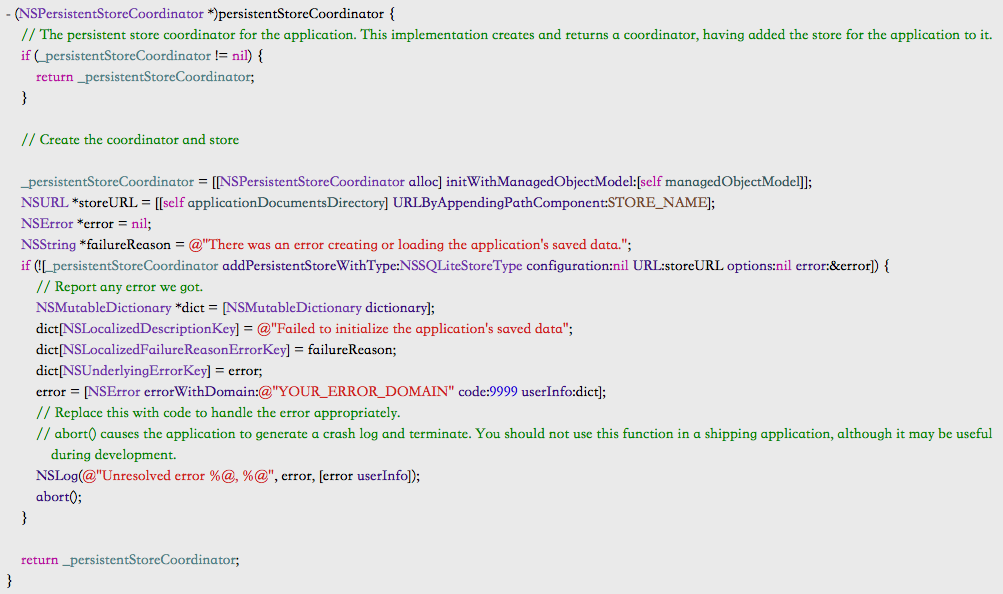 - (NSPersistentStoreCoordinator *)persistentStoreCoordinator {
// The persistent store coordinator for the application. This implementation creates and returns a coordinator, having added the store for the application to it.
if (_persistentStoreCoordinator != nil) {
return _persistentStoreCoordinator;
}
// Create the coordinator and store
_persistentStoreCoordinator = [[NSPersistentStoreCoordinator alloc] initWithManagedObjectModel:[self managedObjectModel]];
NSURL *storeURL = [[self applicationDocumentsDirectory] URLByAppendingPathComponent:STORE_NAME];
NSError *error = nil;
NSString *failureReason = @"There was an error creating or loading the application's saved data.";
if (![_persistentStoreCoordinator addPersistentStoreWithType:NSSQLiteStoreType configuration:nil URL:storeURL options:nil error:&error]) {
// Report any error we got.
NSMutableDictionary *dict = [NSMutableDictionary dictionary];
dict[NSLocalizedDescriptionKey] = @"Failed to initialize the application's saved data";
dict[NSLocalizedFailureReasonErrorKey] = failureReason;
dict[NSUnderlyingErrorKey] = error;
error = [NSError errorWithDomain:@"YOUR_ERROR_DOMAIN" code:9999 userInfo:dict];
// Replace this with code to handle the error appropriately.
// abort() causes the application to generate a crash log and terminate. You should not use this function in a shipping application, although it may be useful
during development.
NSLog(@"Unresolved error %@, %@", error, [error userInfo]);
abort();
}
return _persistentStoreCoordinator;
}